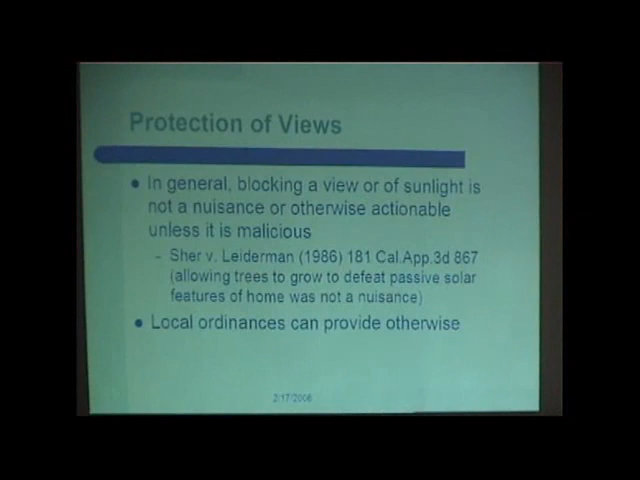 Protection of Views
• In general, blocking a view or of sunlight is
not a nuisance or otherwise actionable
unless it is malicious
– Sher v. Leiderman (1986) 181 Cal.App.3d 867
(allowing trees to grow to defeat passive solar
features of home was not a nuisance)
• Local ordinances can provide otherwise
2/17/2006